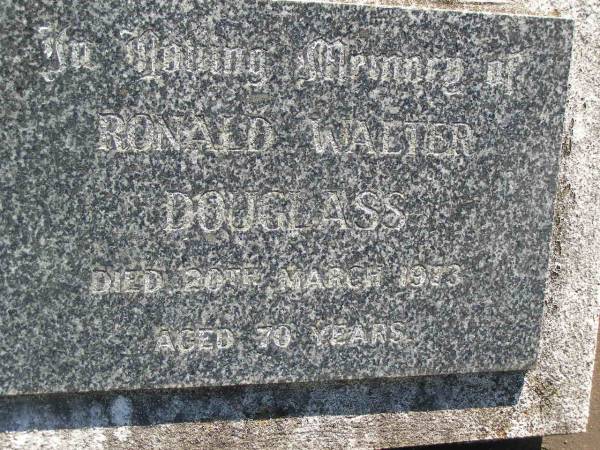 In Loving Memory of
RONALD WALTER
DOUGLASS
DIED 20TH MARCH 1973
AGED 70 YEARS